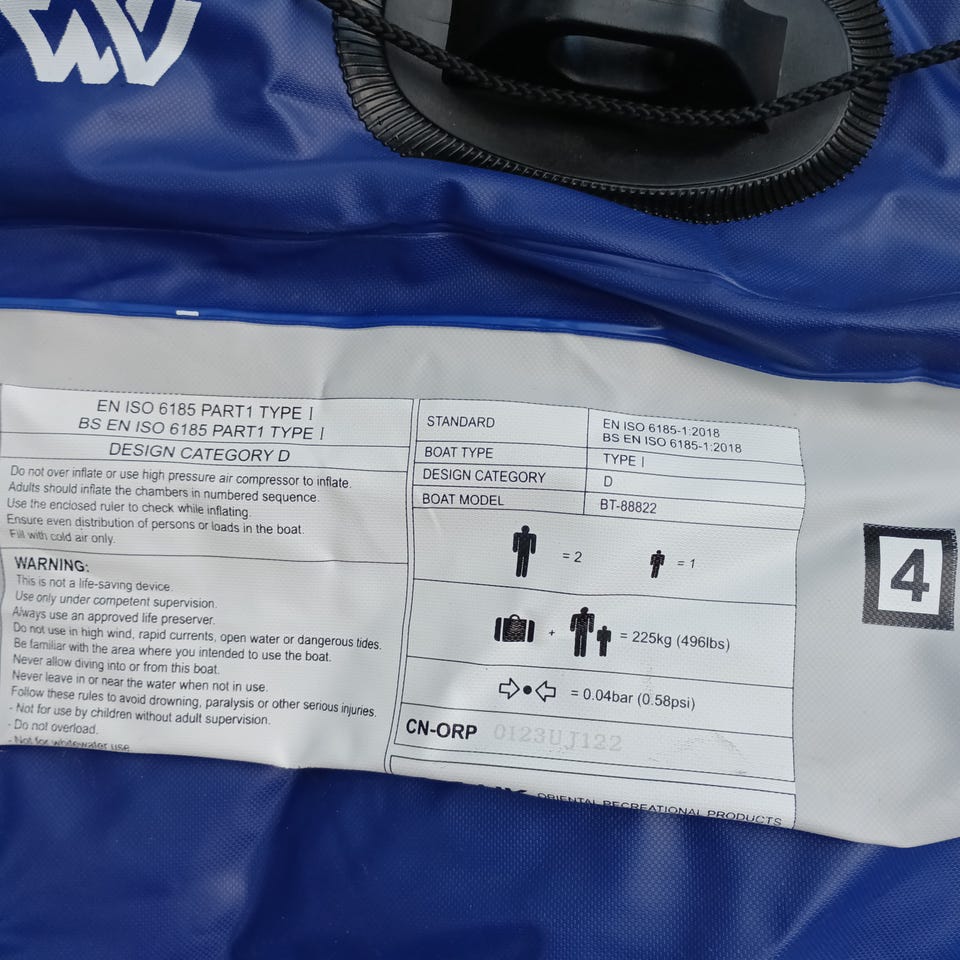 EN ISO 6185 PART1 TYPE I
BS EN ISO 6185 PART1 TYPE I
DESIGN CATEGORY D
Do not over inflate or use high pressure air compressor to inflate.
Adults should inflate the chambers in numbered sequence.
Use the enclosed ruler to check while inflating.
Ensure even distribution of persons or loads in the boat.
Fill with cold air only.
WARNING:
This is not a life-saving device.
Use only under competent supervision.
Always use an approved life preserver.
Do not use in high wind, rapid currents, open water or dangerous tides.
Be familiar with the area where you intended to use the boat.
Never allow diving into or from this boat.
Never leave in or near the water when not in use.
Follow these rules to avoid drowning, paralysis or other serious injuries.
- Not for use by children without adult supervision.
- Do not overload.
- Not for whitewater use.
STANDARD
EN ISO 6185-1:2018
BS EN ISO 6185-1:2018
BOAT TYPE TYPE I
DESIGN CATEGORY D
BOAT MODEL BT-88822
= 2 = 1
+ = 225kg (496lbs)
= 0.04bar (0.58psi)
CN-ORP 0123UJ122
ORIENTAL RECREATIONAL PRODUCTS
4